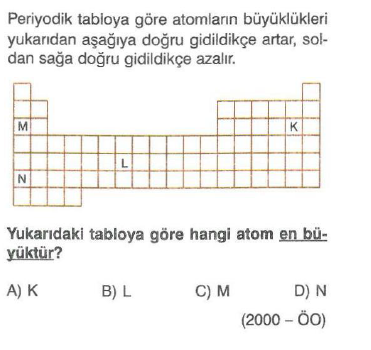 Periyodik tabloya göre atomların büyüklükleri
yukarıdan aşağıya doğru gidildikçe artar, sol-
dan sağa doğru gidildikçe azalır.
M
K
L
N
Yukarıdaki tabloya göre hangi atom en bü-
yüktür?
A) K B) L C) M D) N
(2000 – ÖO)